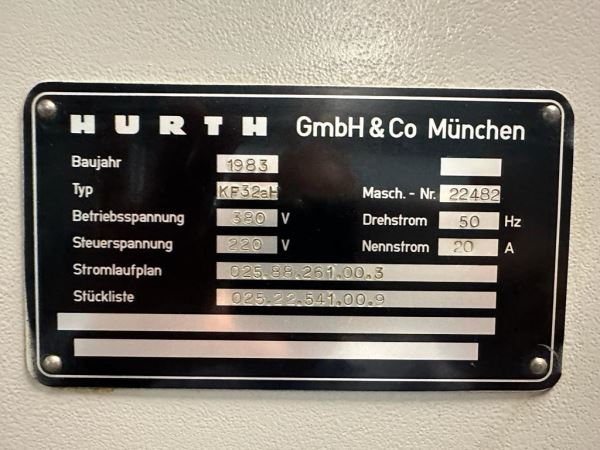 HURTH GmbH & Co München
Baujahr 1983
Typ KF32aH Masch. - Nr. 22482
Betriebsspannung 380 V Drehstrom 50 Hz
Steuerspannung 220 V Nennstrom 20 A
Stromlaufplan 025.88.261.00.3
Stückliste 025.22.541.00.9